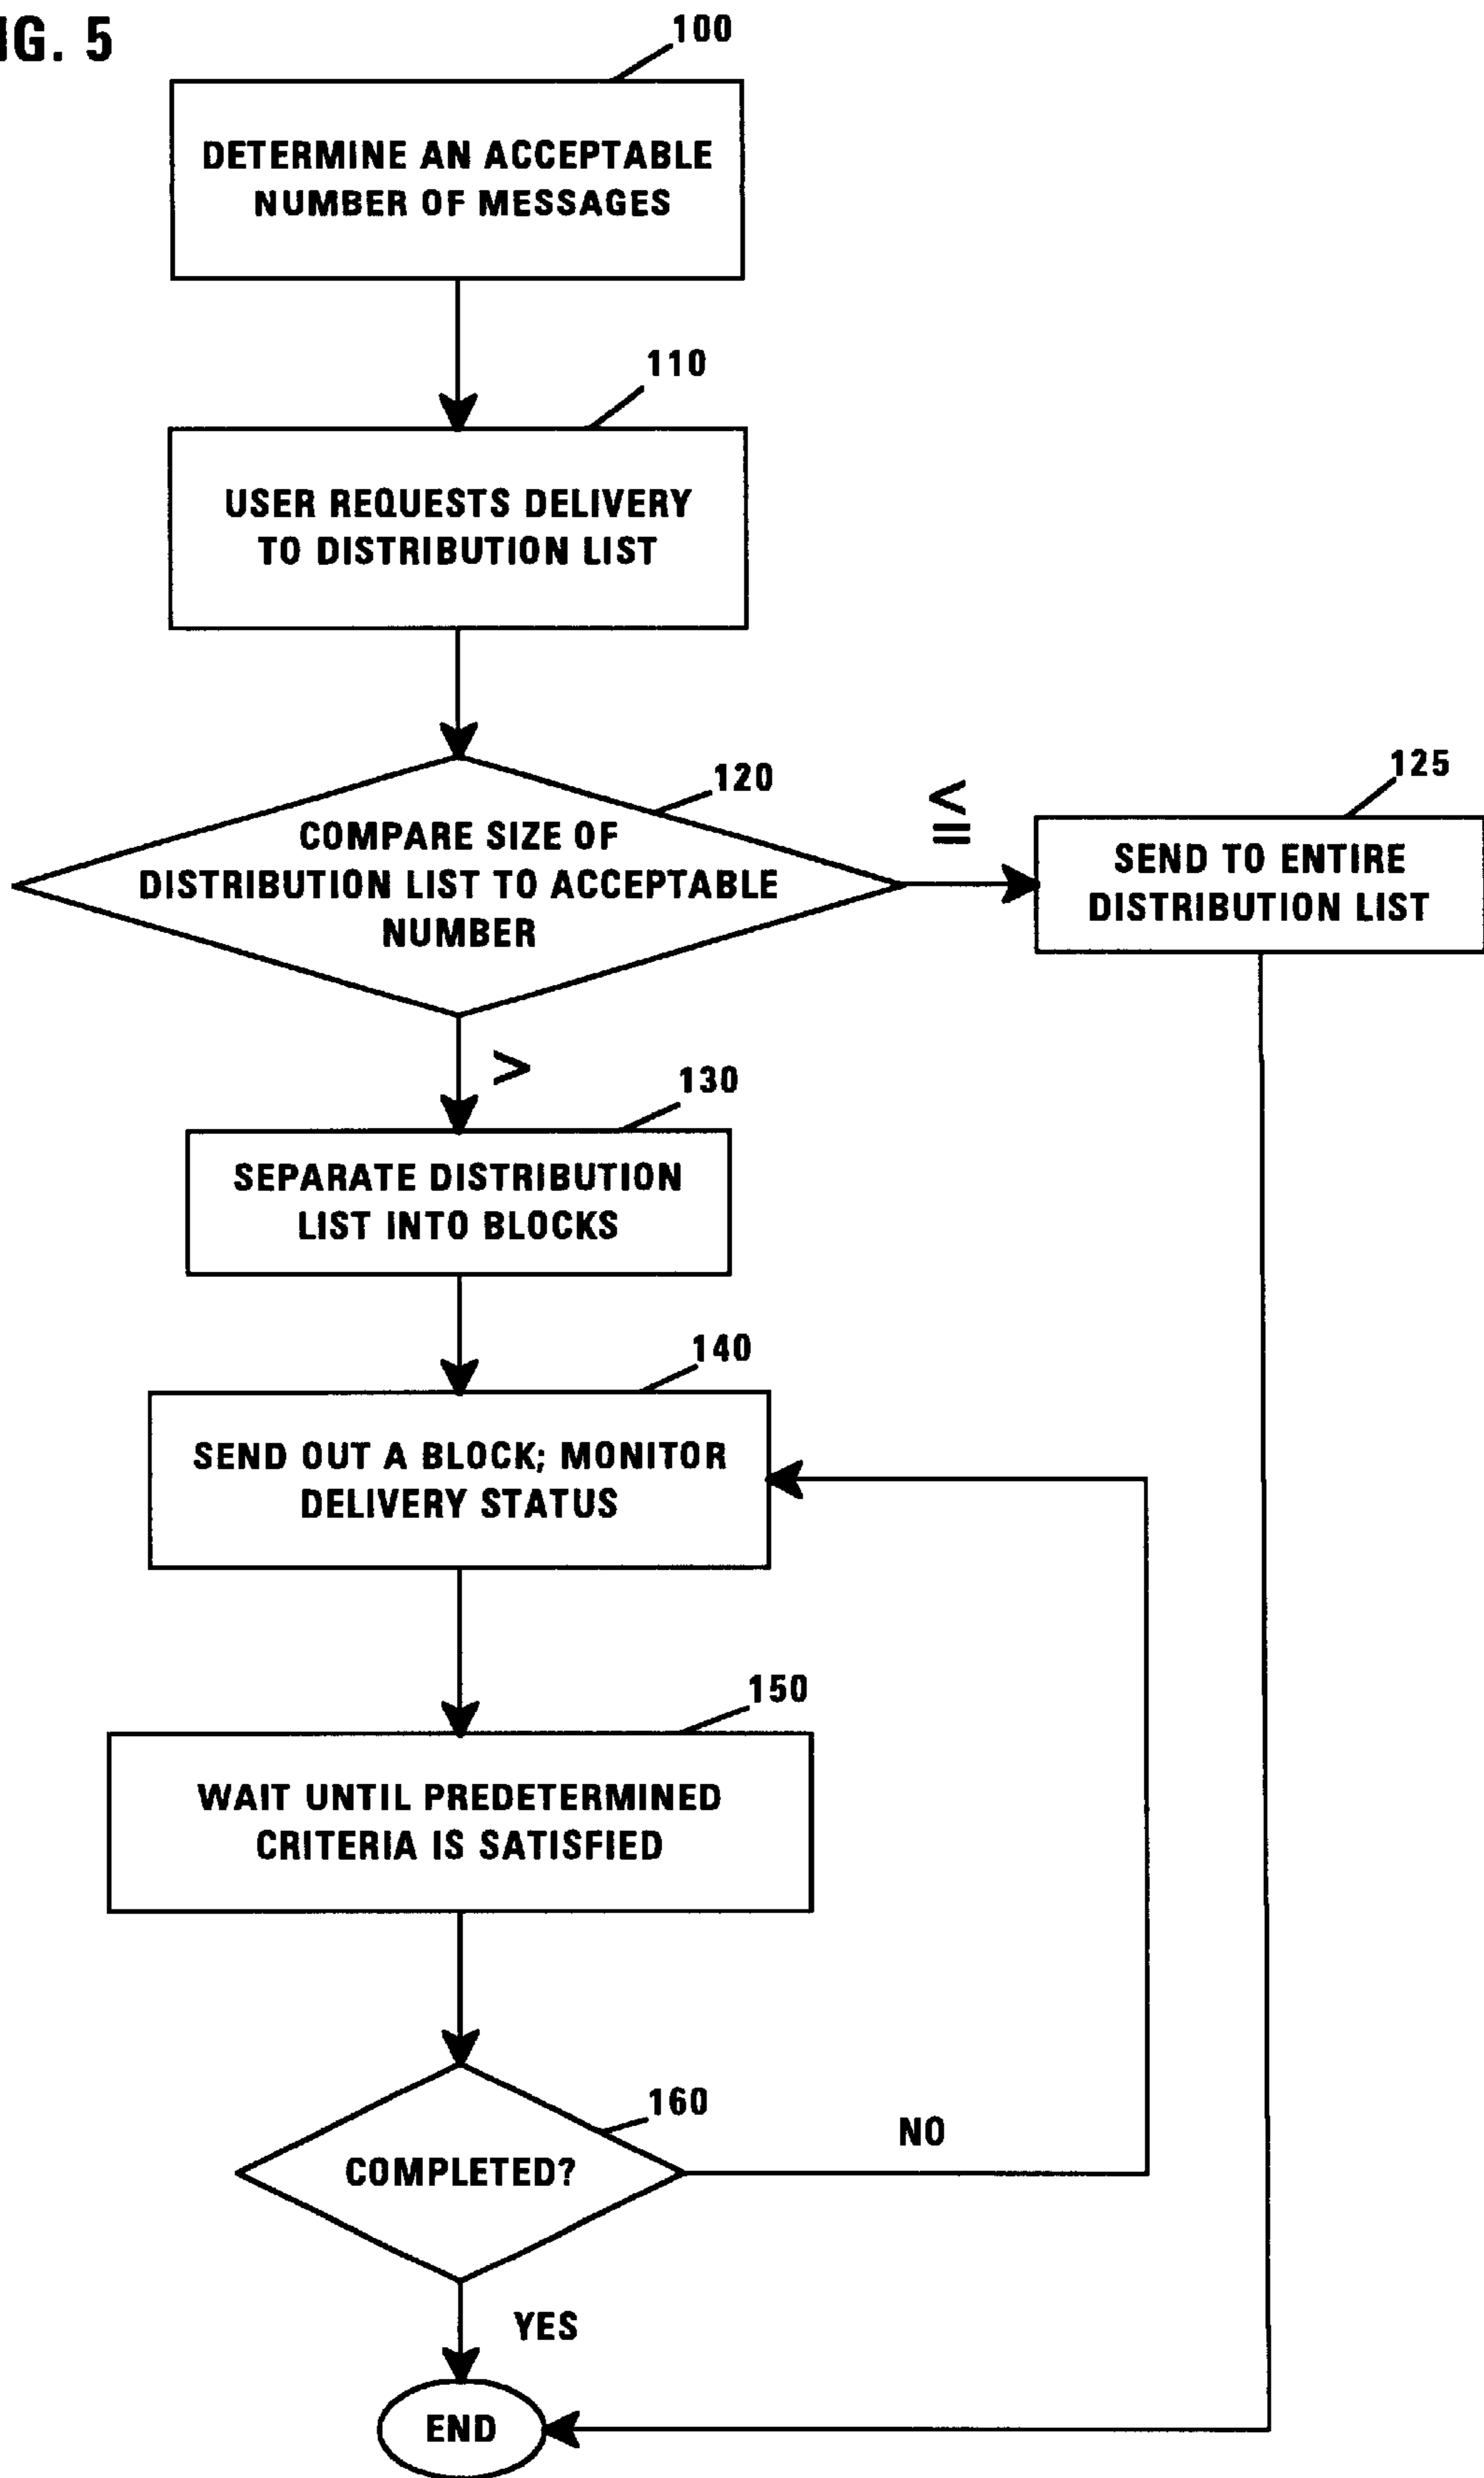 IG. 5
100
DETERMINE AN ACCEPTABLE
NUMBER OF MESSAGES
110
USER REQUESTS DELIVERY
TO DISTRIBUTION LIST
120
COMPARE SIZE OF
DISTRIBUTION LIST TO ACCEPTABLE
NUMBER
≦
125
SEND TO ENTIRE
DISTRIBUTION LIST
>
130
SEPARATE DISTRIBUTION
LIST INTO BLOCKS
140
SEND OUT A BLOCK; MONITOR
DELIVERY STATUS
150
WAIT UNTIL PREDETERMINED
CRITERIA IS SATISFIED
160
COMPLETED?
NO
YES
END